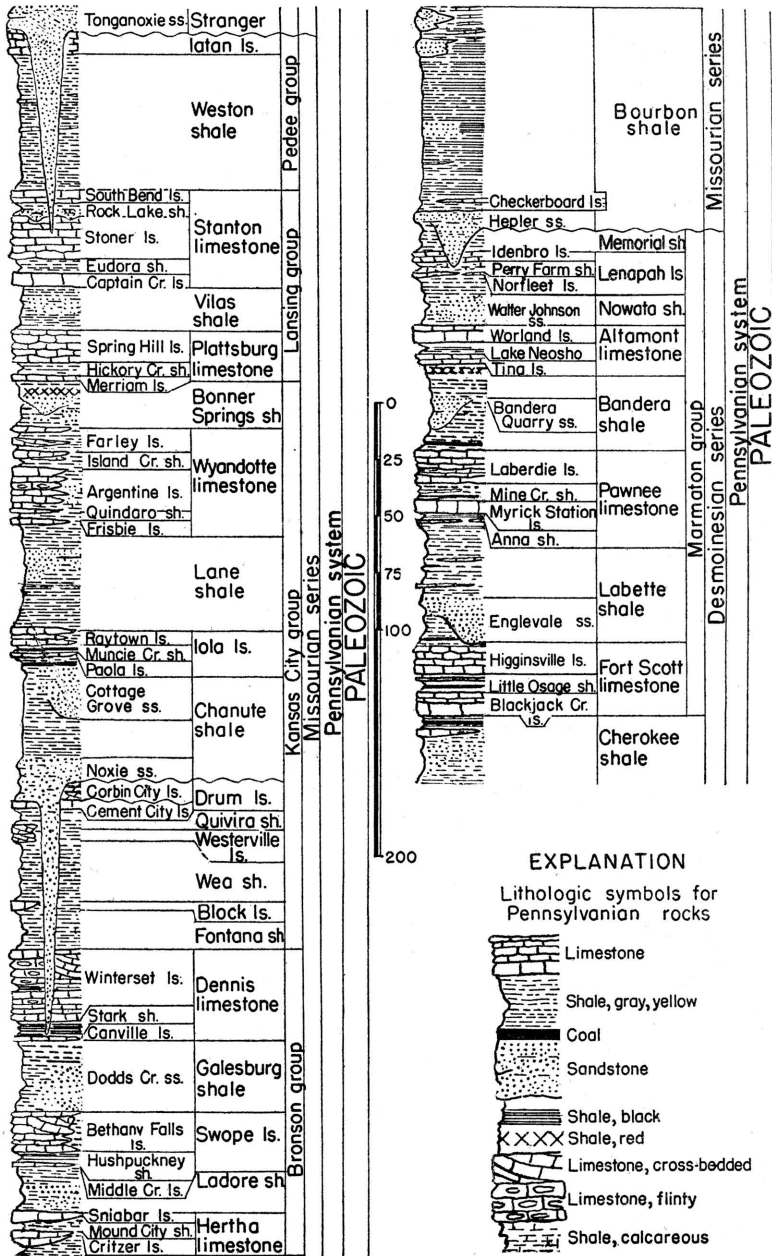 Tonganoxie ss.
Stranger
Iatan ls.
Weston
shale
Pedee group
South Bend ls.
Rock Lake sh.
Stoner ls.
Eudora sh.
Captain Cr. ls.
Stanton
limestone
Vilas
shale
Spring Hill ls.
Hickory Cr. sh.
Merriam ls.
Plattsburg
limestone
Lansing group
Bonner
Springs sh
Farley ls.
Island Cr. sh.
Argentine ls.
Quindaro sh.
Frisbie ls.
Wyandotte
limestone
Lane
shale
Raytown ls.
Muncie Cr. sh.
Paola ls.
Iola ls.
Cottage
Grove ss.
Noxie ss.
Chanute
shale
Corbin City ls.
Cement City ls
Drum ls.
Quivira sh.
Westerville
ls.
Wea sh.
Block ls.
Fontana sh
Kansas City group
Winterset ls.
Stark sh.
Canville ls.
Dennis
limestone
Dodds Cr. ss.
Galesburg
shale
Bethany Falls
ls.
Hushpuckney
sh.
Middle Cr. ls.
Swope ls.
Ladore sh
Sniabar ls.
Mound City sh.
Critzer ls.
Hertha
limestone
Bronson group
Missourian series
Pennsylvanian system
PALEOZOIC
0
25
50
75
100
200
Bourbon
shale
Checkerboard ls
Hepler ss.
Missourian series
Memorial sh
Idenbro ls.
Perry Farm sh.
Norfleet ls.
Lenapah ls
Walter Johnson
ss.
Nowata sh.
Worland ls.
Lake Neosho
Tina ls.
Altamont
limestone
Bandera
Quarry ss.
Bandera
shale
Laberdie ls.
Mine Cr. sh.
Myrick Station
ls.
Anna sh.
Pawnee
limestone
Englevale ss.
Labette
shale
Higginsville ls.
Little Osage sh.
Blackjack Cr.
ls.
Fort Scott
limestone
Cherokee
shale
Marmaton group
Desmoinesian series
Pennsylvanian system
PALEOZOIC
EXPLANATION
Lithologic symbols for
Pennsylvanian rocks
Limestone
Shale, gray, yellow
Coal
Sandstone
Shale, black
Shale, red
Limestone, cross-bedded
Limestone, flinty
Shale, calcareous